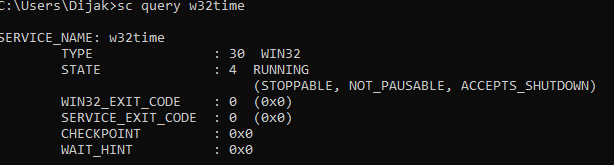 C:\Users\Dijak>sc query w32time
SERVICE_NAME: w32time
        TYPE               : 30  WIN32
        STATE              : 4  RUNNING
                                (STOPPABLE, NOT_PAUSABLE, ACCEPTS_SHUTDOWN)
        WIN32_EXIT_CODE    : 0  (0x0)
        SERVICE_EXIT_CODE  : 0  (0x0)
        CHECKPOINT         : 0x0
        WAIT_HINT          : 0x0